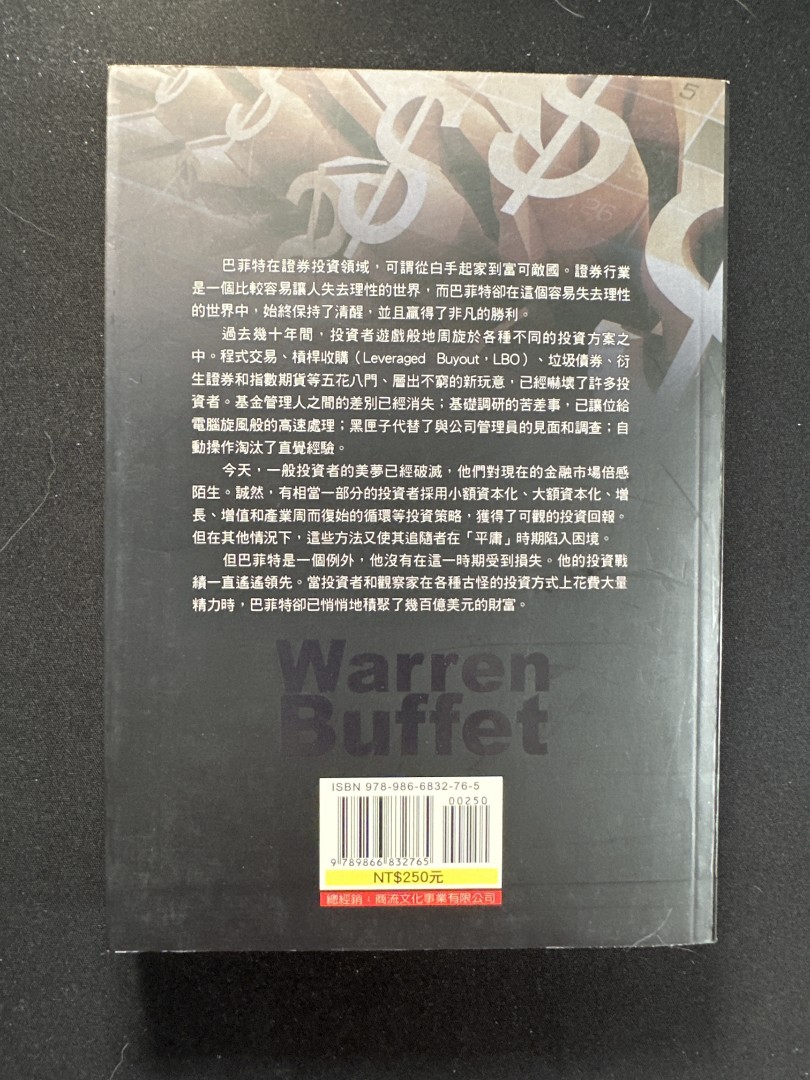 5
26
巴菲特在證券投資領域，可謂從白手起家到富可敵國。證券行業
是一個比較容易讓人失去理性的世界，而巴菲特卻在這個容易失去理性
的世界中，始終保持了清醒，並且贏得了非凡的勝利。
過去幾十年間，投資者遊戲般地周旋於各種不同的投資方案之
中。程式交易、槓桿收購（Leveraged Buyout，LBO）、垃圾債券、衍
生證券和指數期貨等五花八門、層出不窮的新玩意，已經嚇壞了許多投
資者。基金管理人之間的差別已經消失；基礎調研的苦差事，已讓位給
電腦旋風般的高速處理；黑匣子代替了與公司管理員的見面和調查；自
動操作淘汰了直覺經驗。
今天，一般投資者的美夢已經破滅，他們對現在的金融市場倍感
陌生。誠然，有相當一部分的投資者採用小額資本化、大額資本化、增
長、增值和產業周而復始的循環等投資策略，獲得了可觀的投資回報。
但在其他情況下，這些方法又使其追隨者在「平庸」時期陷入困境。
但巴菲特是一個例外，他沒有在這一時期受到損失。他的投資戰
績一直遙遙領先。當投資者和觀察家在各種古怪的投資方式上花費大量
精力時，巴菲特卻已悄悄地積聚了幾百億美元的財富。
Warren
Buffet
ISBN 978-986-6832-76-5
00250
9 789866 832765
NT$250元
總經銷：商流文化事業有限公司